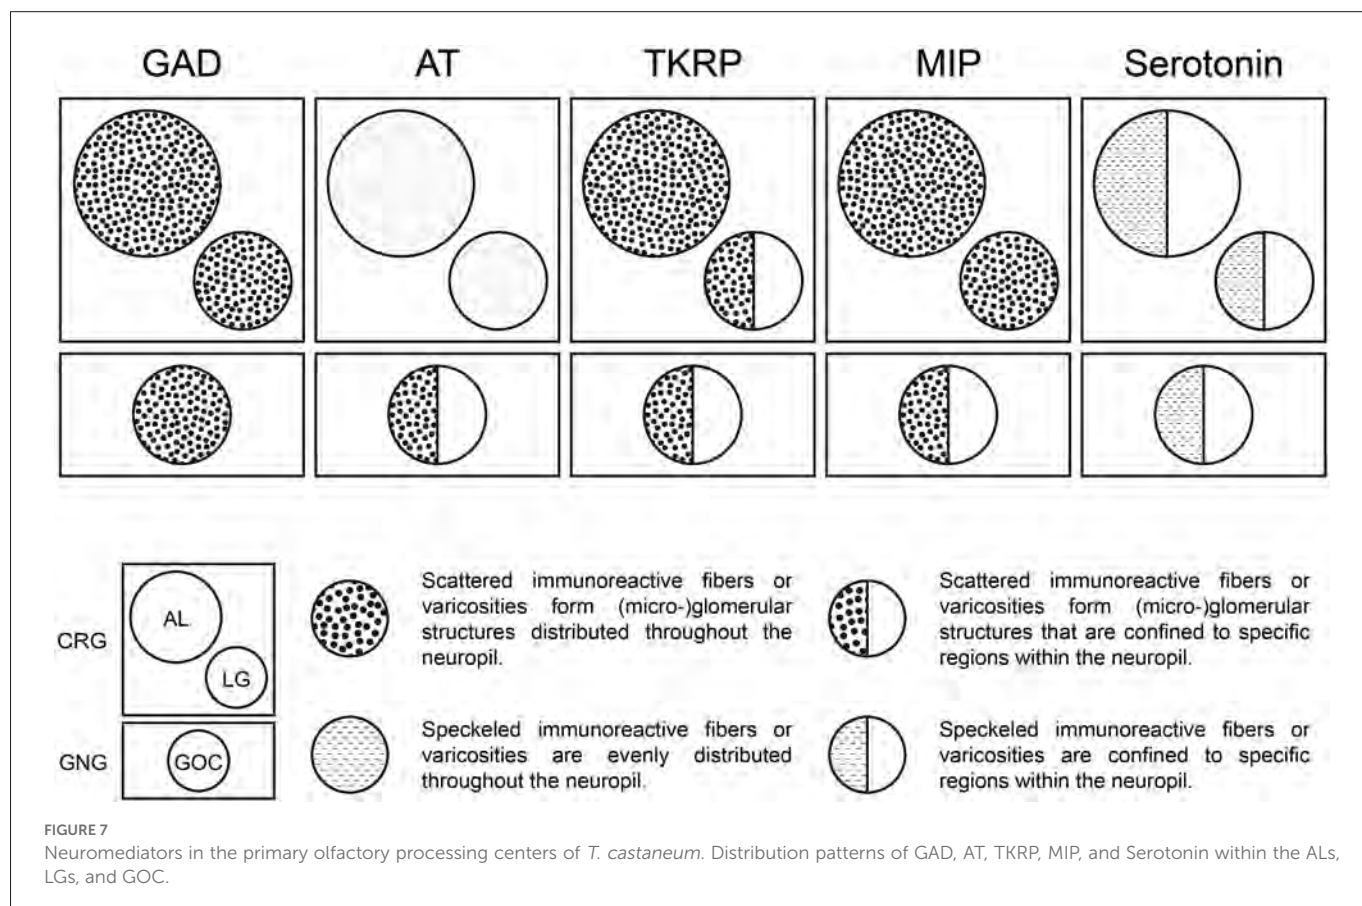 GAD
AT
TKRP
MIP
Serotonin
CRG
AL
LG
GNG
GOC
Scattered immunoreactive fibers or
varicosities form (micro-)glomerular
structures distributed throughout the
neuropil.
Scattered immunoreactive fibers or
varicosities form (micro-)glomerular
structures that are confined to specific
regions within the neuropil.
Speckeled immunoreactive fibers or
varicosities are evenly distributed
throughout the neuropil.
Speckeled immunoreactive fibers or
varicosities are confined to specific
regions within the neuropil.
FIGURE 7
Neuromediators in the primary olfactory processing centers of T. castaneum. Distribution patterns of GAD, AT, TKRP, MIP, and Serotonin within the ALs,
LGs, and GOC.